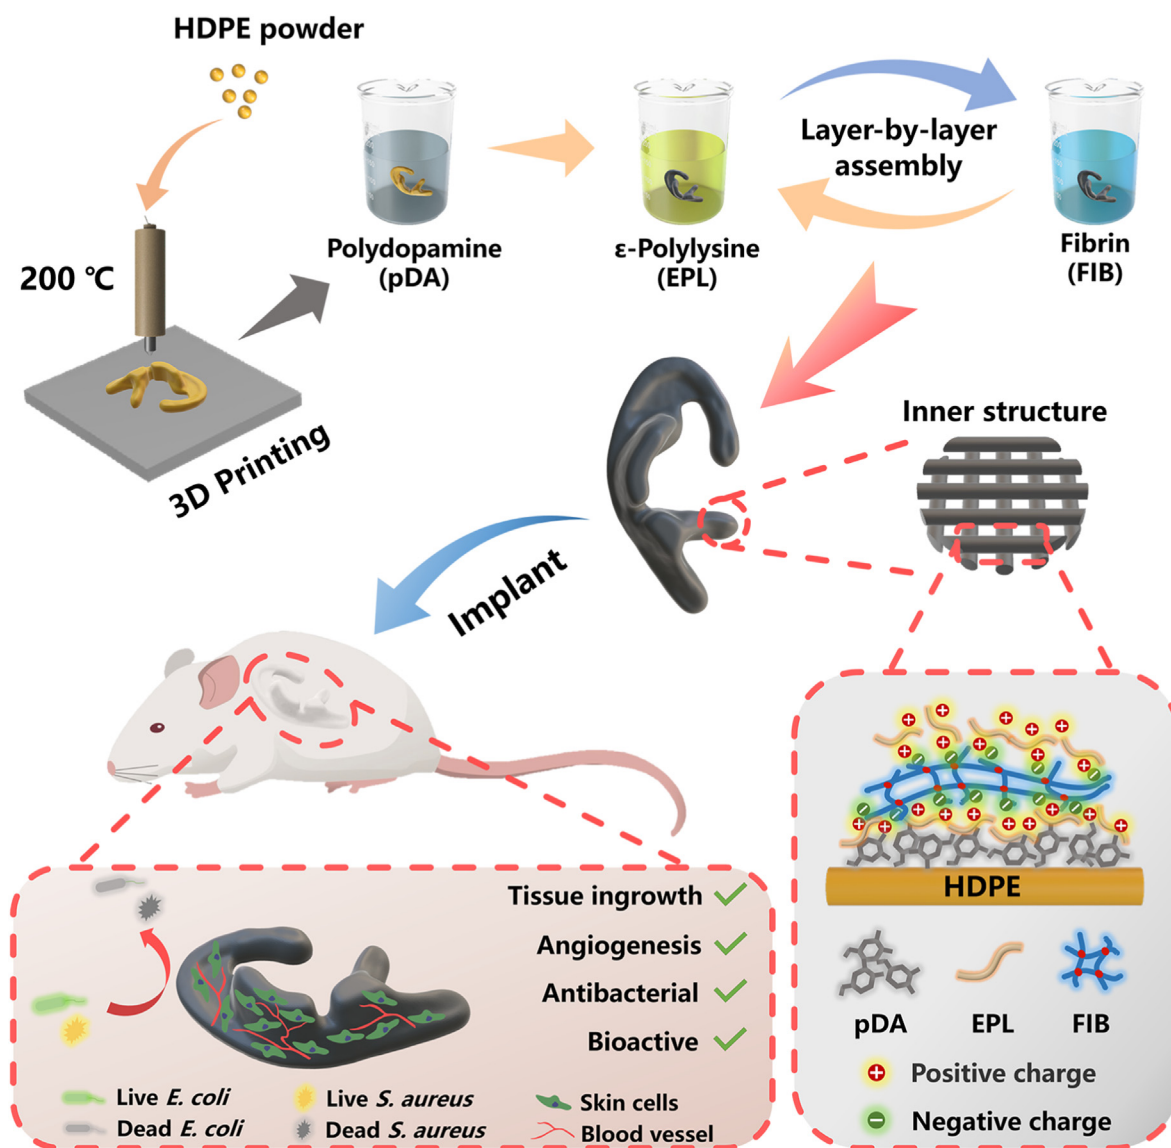 HDPE powder
200 ℃
3D Printing
Polydopamine
(pDA)
ε-Polylysine
(EPL)
Layer-by-layer
assembly
Fibrin
(FIB)
Inner structure
Implant
HDPE
pDA
EPL
FIB
Positive charge
Negative charge
Tissue ingrowth
Angiogenesis
Antibacterial
Bioactive
Live E. coli
Live S. aureus
Skin cells
Dead E. coli
Dead S. aureus
Blood vessel